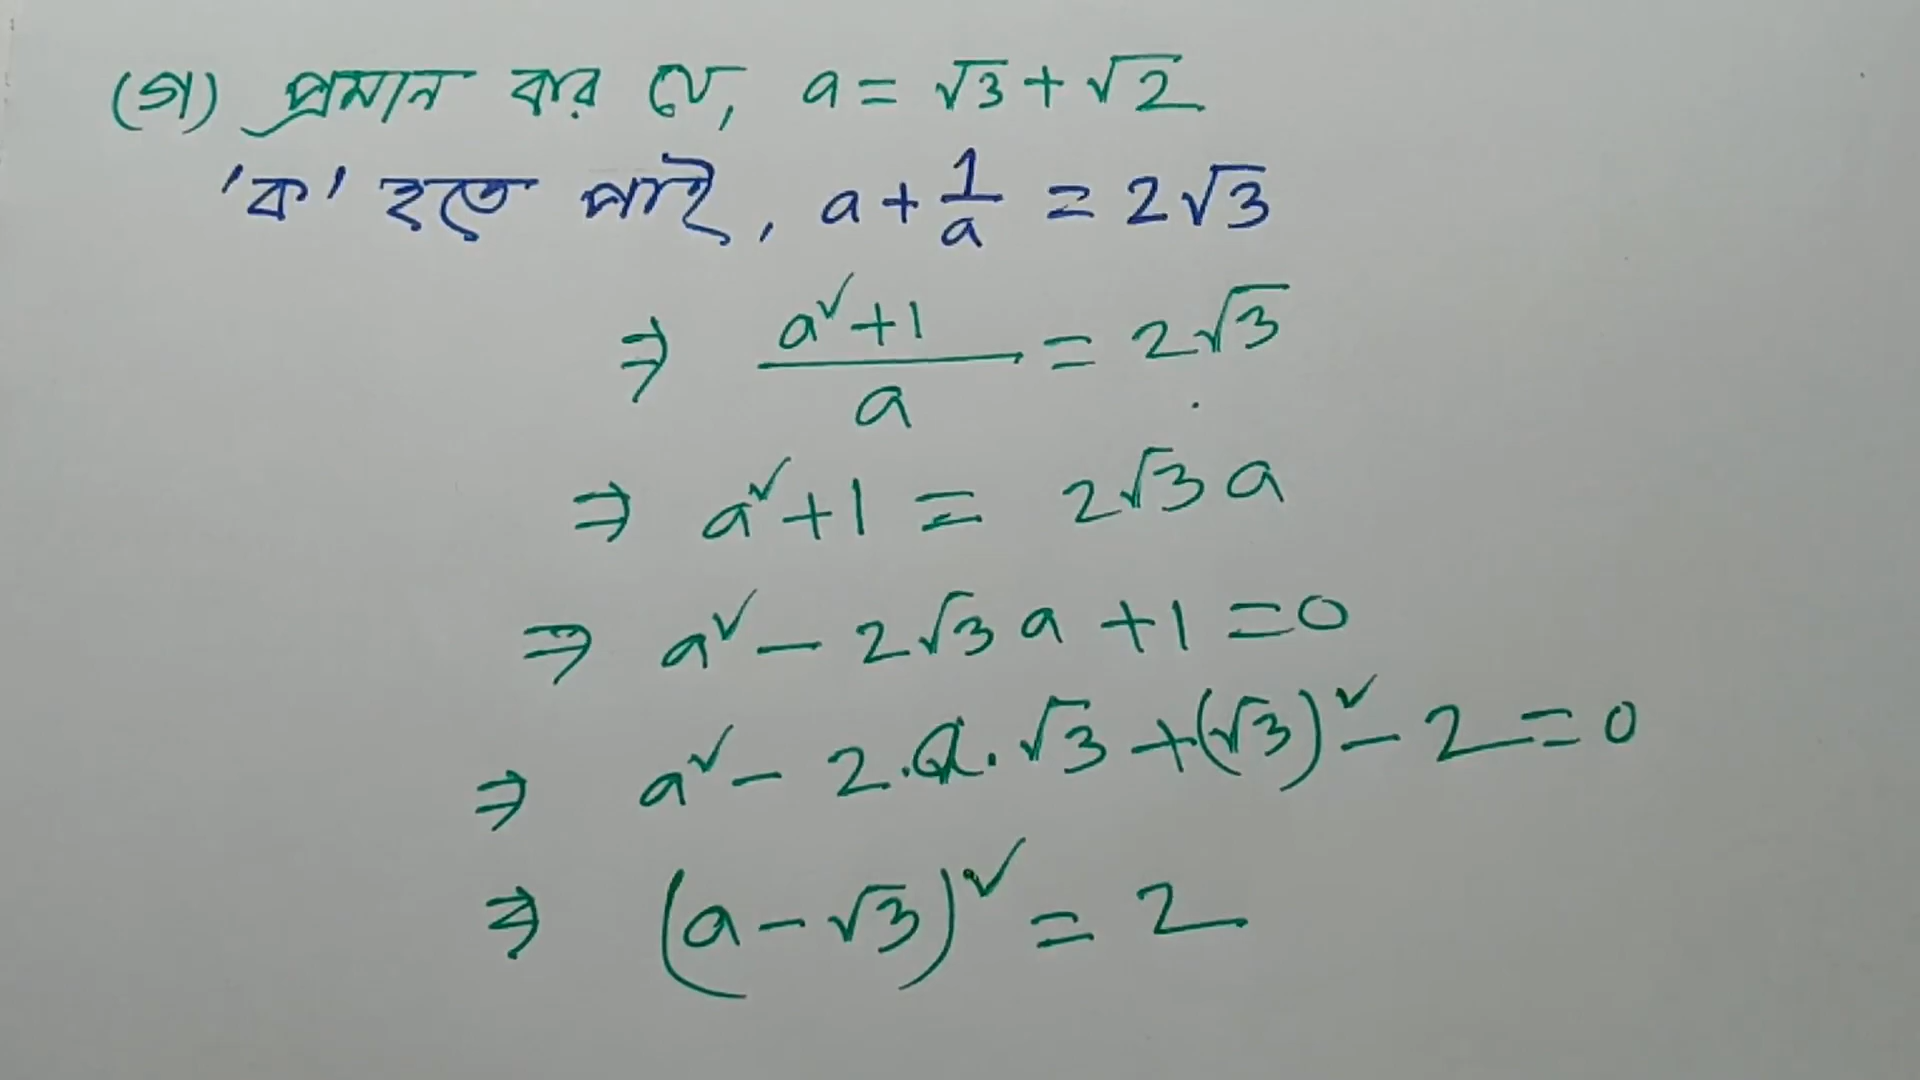 (গ) প্রমান কর যে, a = √3 + √2
'ক' হতে পাই, a + 1/a = 2√3
⇒ (a² + 1)/a = 2√3
⇒ a² + 1 = 2√3 a
⇒ a² - 2√3 a + 1 = 0
⇒ a² - 2.a.√3 + (√3)² - 2 = 0
⇒ (a - √3)² = 2